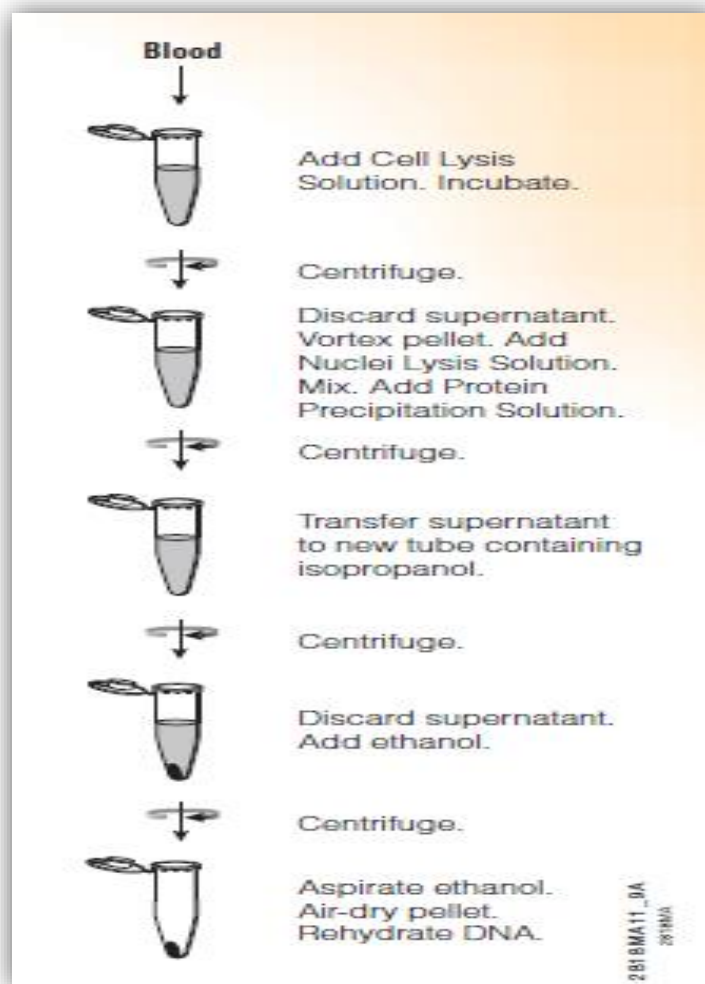 Blood
Add Cell Lysis
Solution. Incubate.
Centrifuge.
Discard supernatant.
Vortex pellet. Add
Nuclei Lysis Solution.
Mix. Add Protein
Precipitation Solution.
Centrifuge.
Transfer supernatant
to new tube containing
isopropanol.
Centrifuge.
Discard supernatant.
Add ethanol.
Centrifuge.
Aspirate ethanol.
Air-dry pellet.
Rehydrate DNA.
2818MA11_9A
2818MA